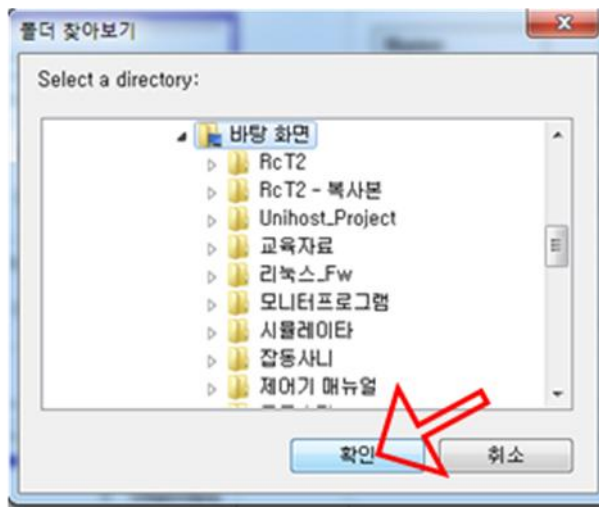 폴더 찾아보기
Select a directory:
바탕 화면
RcT2
RcT2 - 복사본
Unihost_Project
교육자료
리눅스_Fw
모니터프로그램
시뮬레이타
잡동사니
제어기 매뉴얼
확인
취소